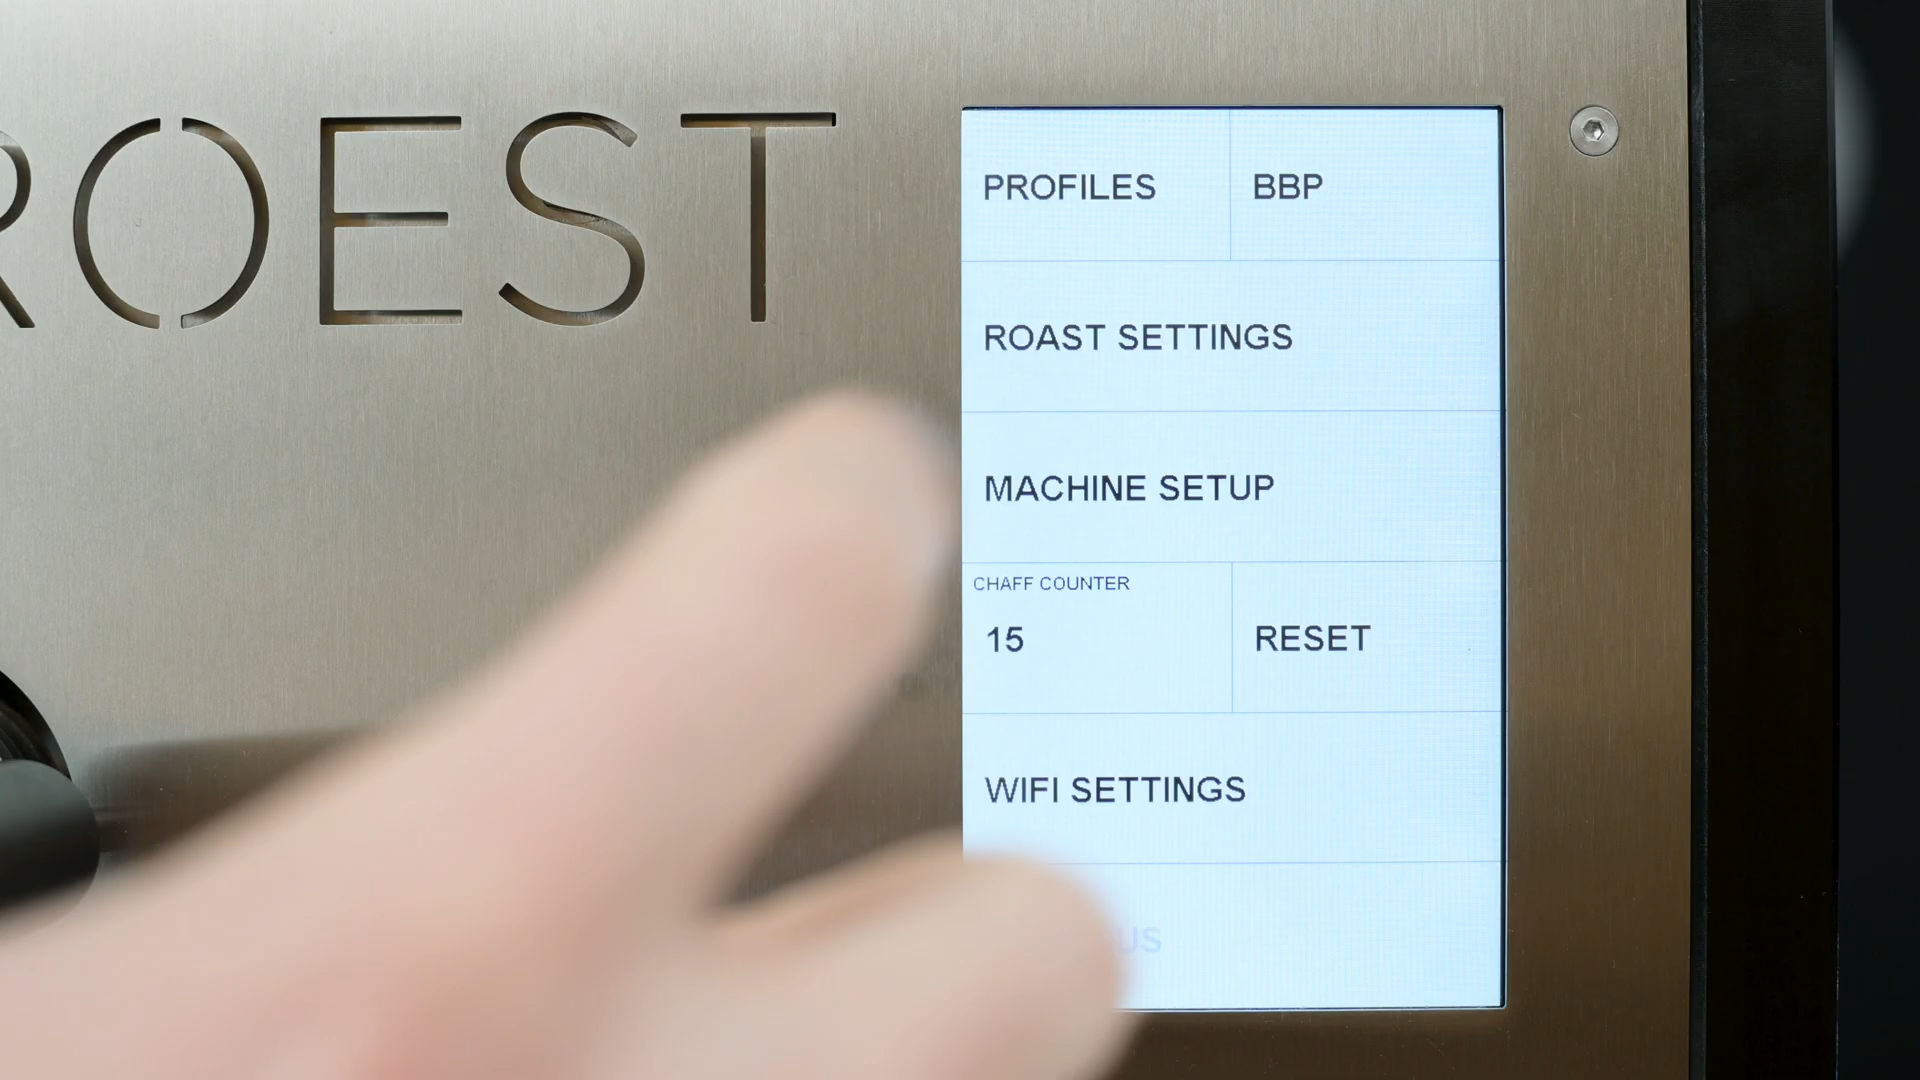 ROEST
PROFILES
BBP
ROAST SETTINGS
MACHINE SETUP
CHAFF COUNTER
15
RESET
WIFI SETTINGS